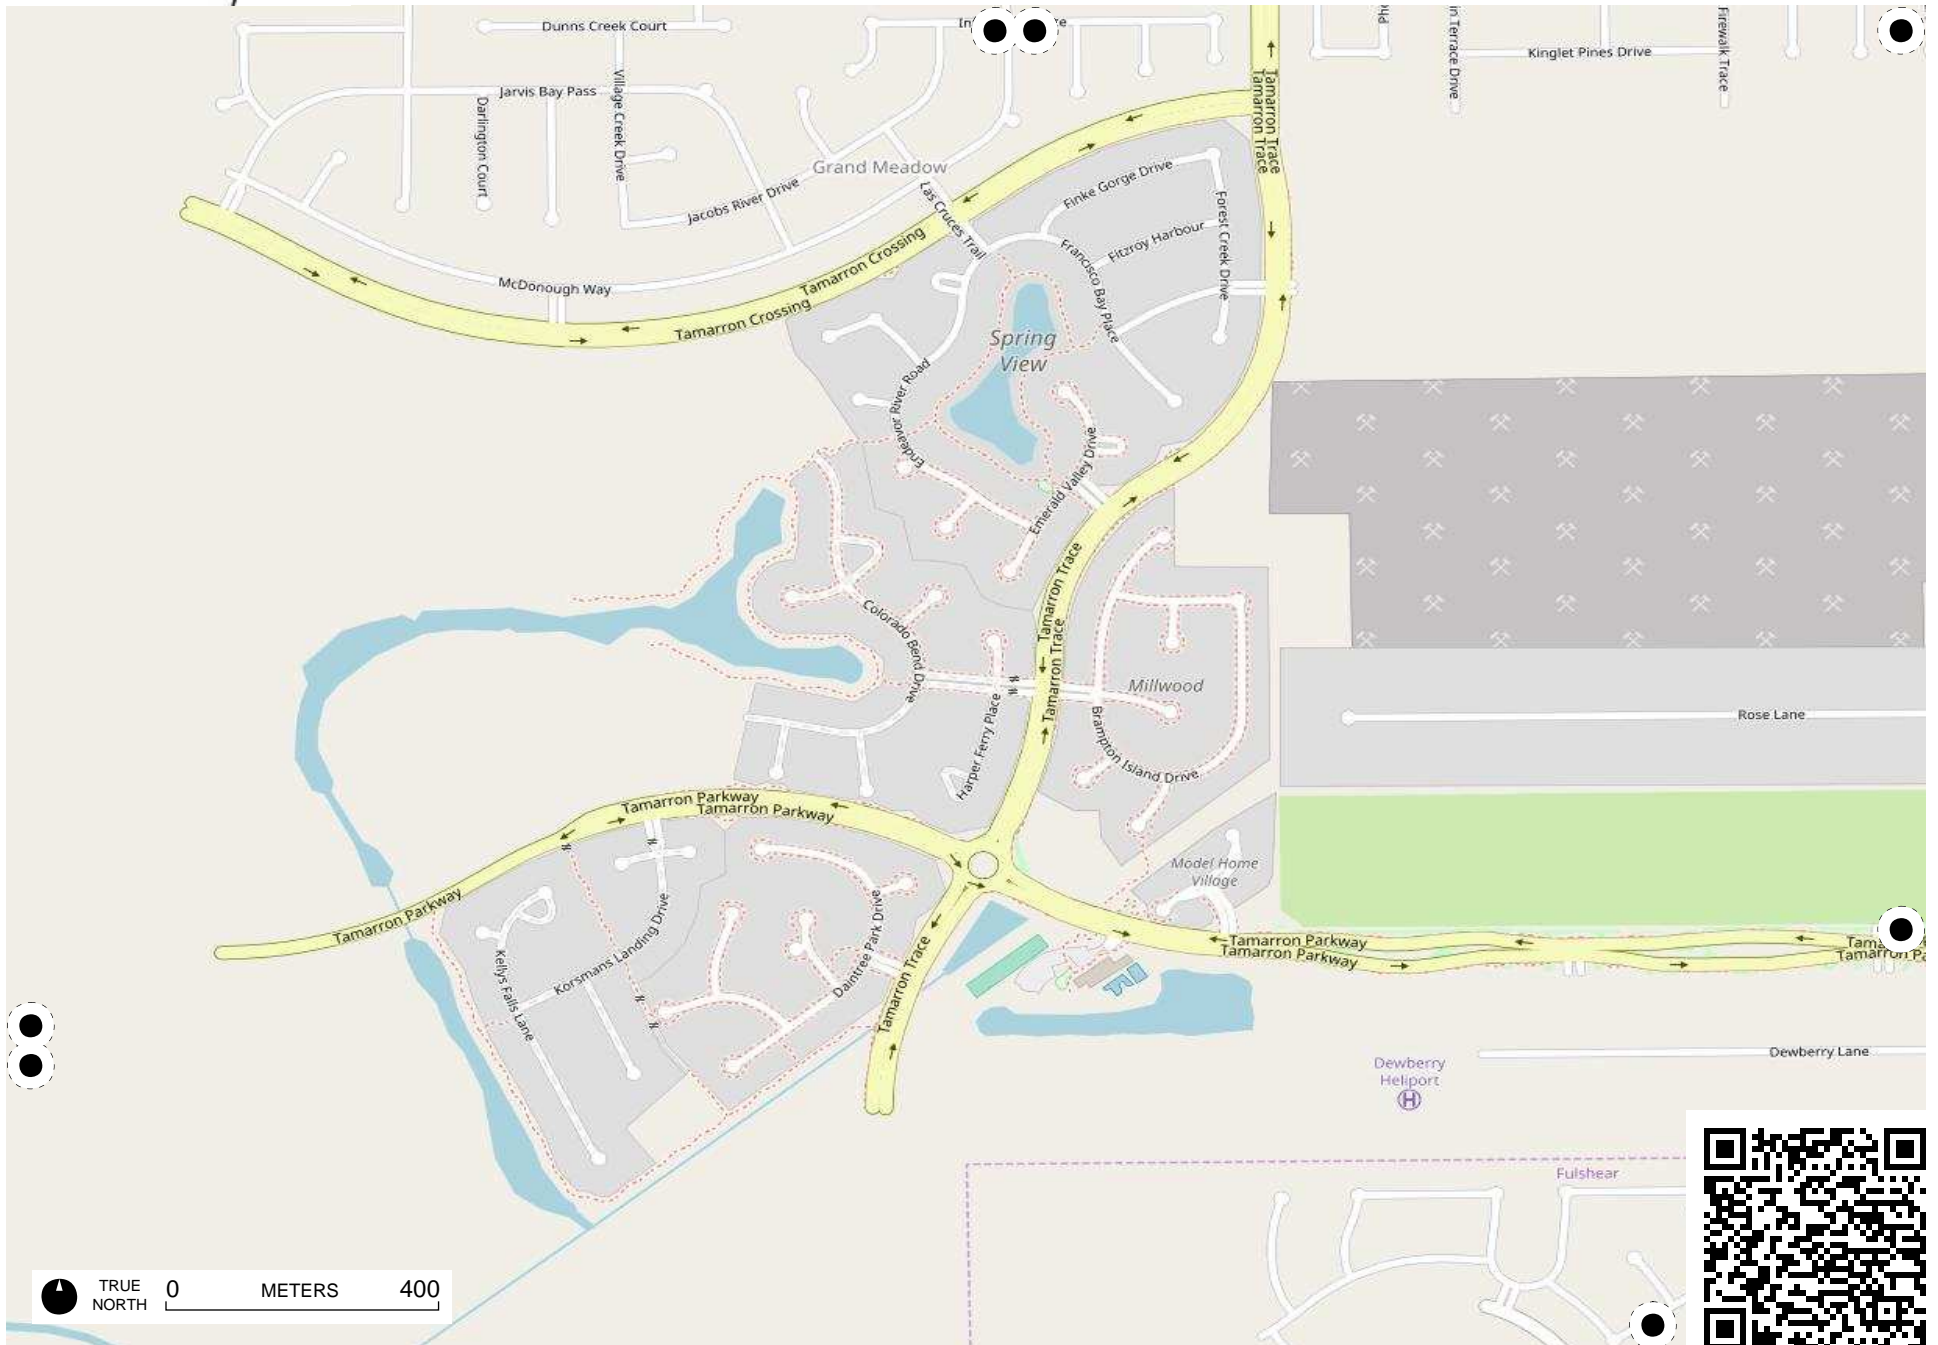 Dunns Creek Court
Kinglet Pines Drive
Firewalk Trace
Jarvis Bay Pass
Village Creek Drive
Darlington Court
Tamarron Trace
Tamarron Trace
Grand Meadow
Finke Gorge Drive
Jacobs River Drive
Las Cruces Trail
Forest Creek Drive
Fitzroy Harbour
Francisco Bay Place
Tamarron Crossing
McDonough Way
Tamarron Crossing
Spring
View
Endeavor River Road
Emerald Valley Drive
Tamarron Trace
Colorado Bend Drive
Tamarron Trace
Millwood
Harper Ferry Place
Brampton Island Drive
Rose Lane
Tamarron Parkway
Tamarron Parkway
Model Home
Village
Tamarron Parkway
Korsmans Landing Drive
Daintree Park Drive
Kellys Falls Lane
Tamarron Trace
Tamarron Parkway
Tamarron Parkway
Dewberry Lane
Dewberry
Heliport
H
Fulshear
TRUE
NORTH
0 METERS 400